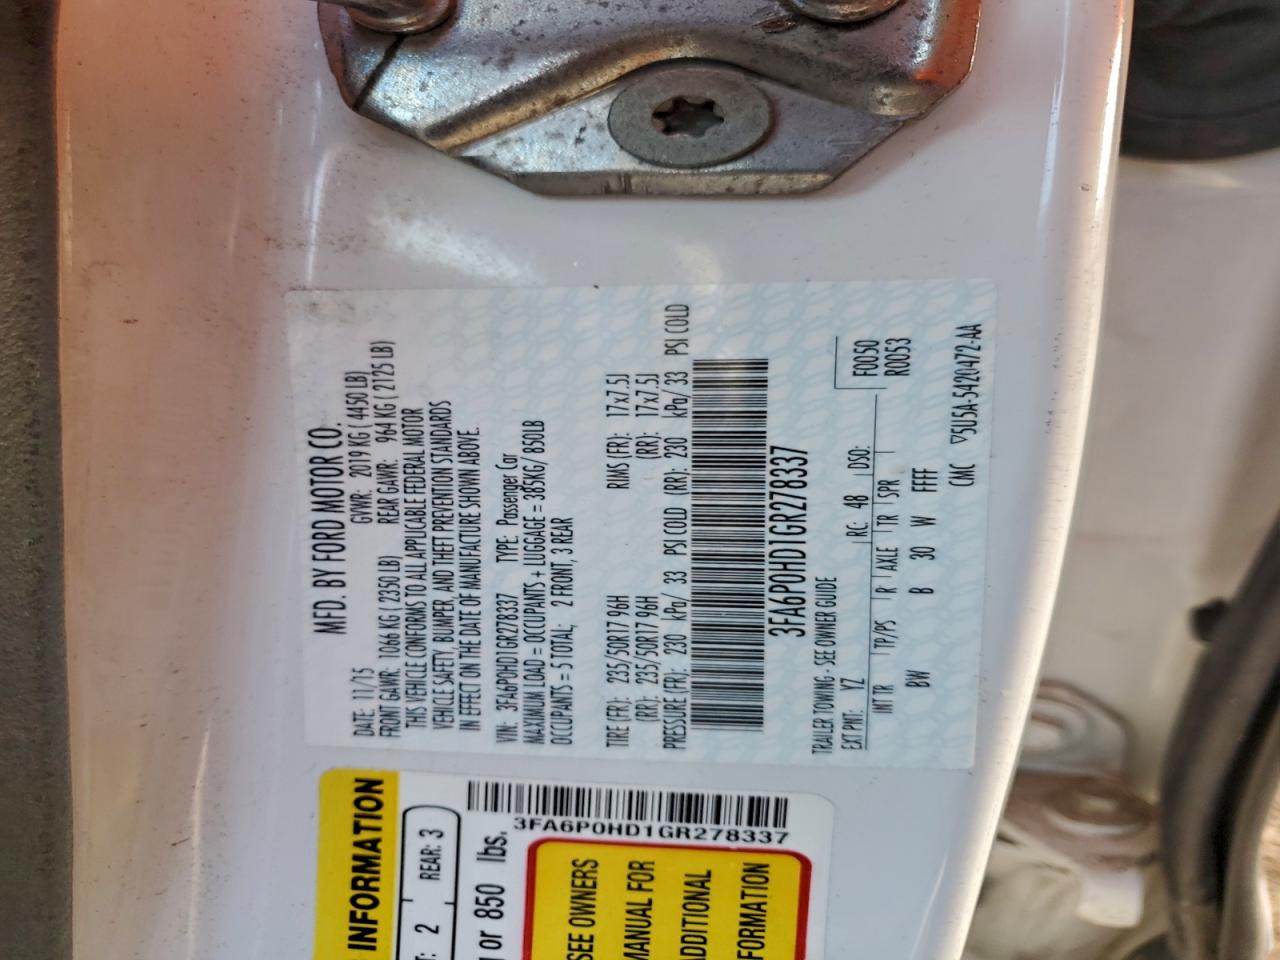 MFD. BY FORD MOTOR CO.
DATE: 11/15 GVWR: 2019 KG (4450 LB)
FRONT GAWR: 1066 KG (2350 LB) REAR GAWR: 964 KG (2125 LB)
THIS VEHICLE CONFORMS TO ALL APPLICABLE FEDERAL MOTOR
VEHICLE SAFETY, BUMPER, AND THEFT PREVENTION STANDARDS
IN EFFECT ON THE DATE OF MANUFACTURE SHOWN ABOVE.
VIN: 3FA6P0HD1GR278337 TYPE: Passenger Car
MAXIMUM LOAD = OCCUPANTS + LUGGAGE = 385KG/850LB
OCCUPANTS = 5 TOTAL, 2 FRONT, 3 REAR
TIRE (FR): 235/50R17 96H RIMS (FR): 17x7.5J
(RR): 235/50R17 96H (RR): 17x7.5J
PRESSURE (FR): 230 kPa/ 33 PSI COLD (RR): 230 kPa/ 33 PSI COLD
3FA6P0HD1GR278337
TRAILER TOWING - SEE OWNER GUIDE
F0050
EXT PNT: YZ RC: 48 DSO: R0053
INT TR TP/PS R AXLE TR SPR
BW B 30 W FFFF
CMC ▽5U5A-5420472-AA
INFORMATION
: 2 REAR: 3
or 850 lbs.
3FA6P0HD1GR278337
SEE OWNERS
MANUAL FOR
ADDITIONAL
FORMATION